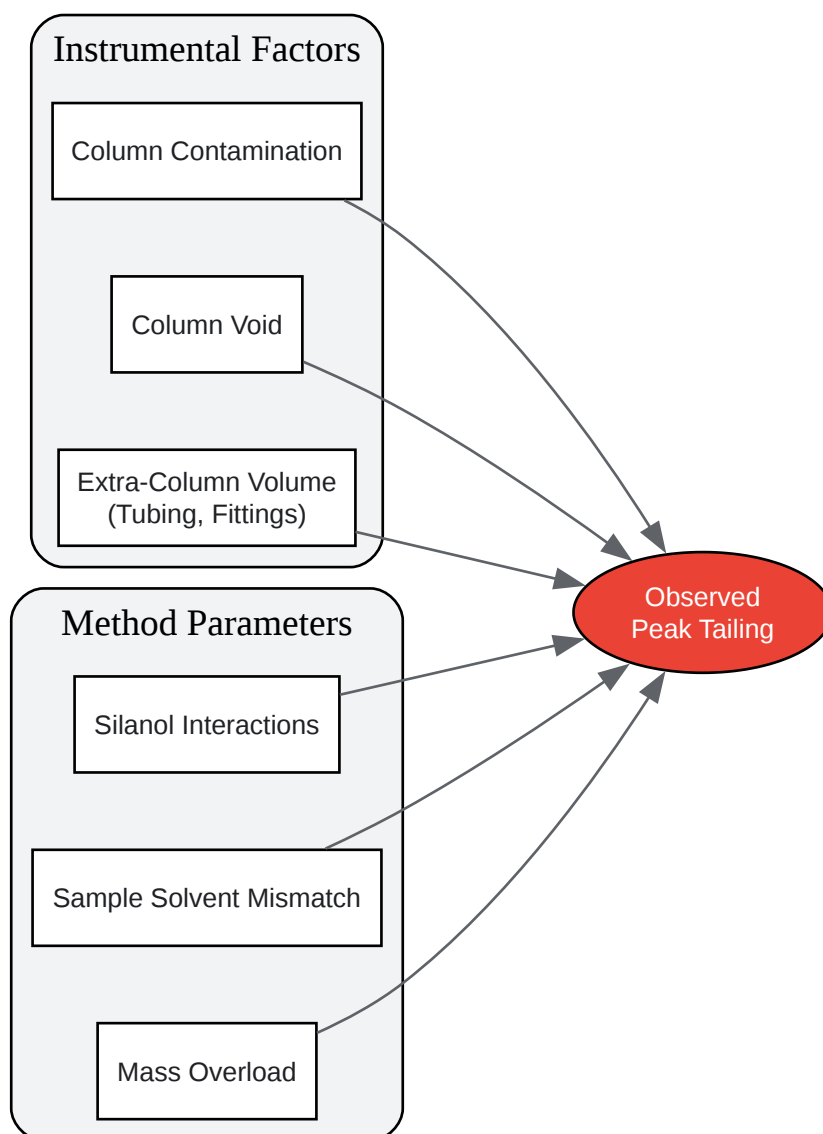 Instrumental Factors
Column Contamination
Column Void
Extra-Column Volume
(Tubing, Fittings)
Observed
Peak Tailing
Method Parameters
Silanol Interactions
Sample Solvent Mismatch
Mass Overload